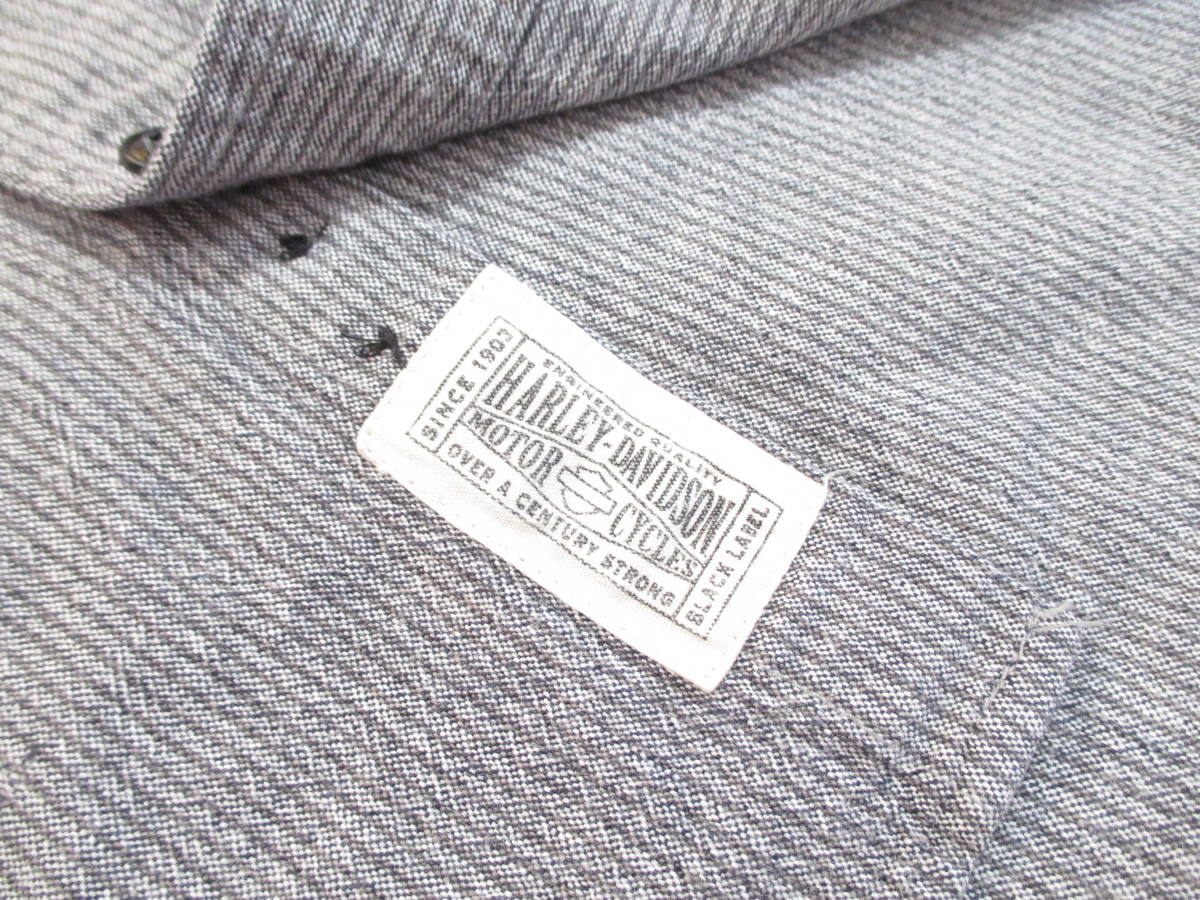 SINCE 1903
ENGINEERED QUALITY
HARLEY-DAVIDSON
MOTOR CYCLES
OVER A CENTURY STRONG
BLACK LABEL